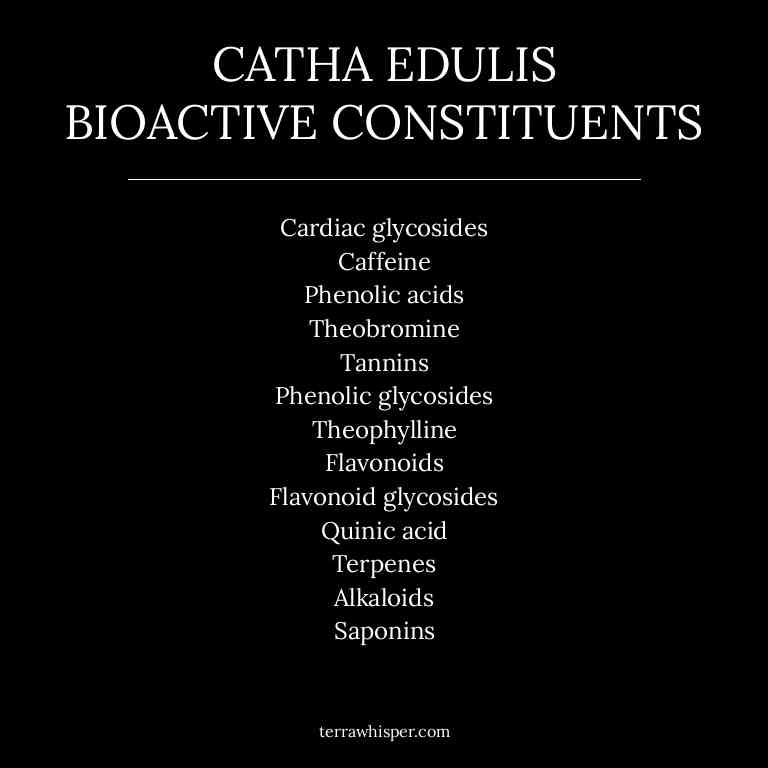 CATHA EDULIS
BIOACTIVE CONSTITUENTS
Cardiac glycosides
Caffeine
Phenolic acids
Theobromine
Tannins
Phenolic glycosides
Theophylline
Flavonoids
Flavonoid glycosides
Quinic acid
Terpenes
Alkaloids
Saponins
terrawhisper.com